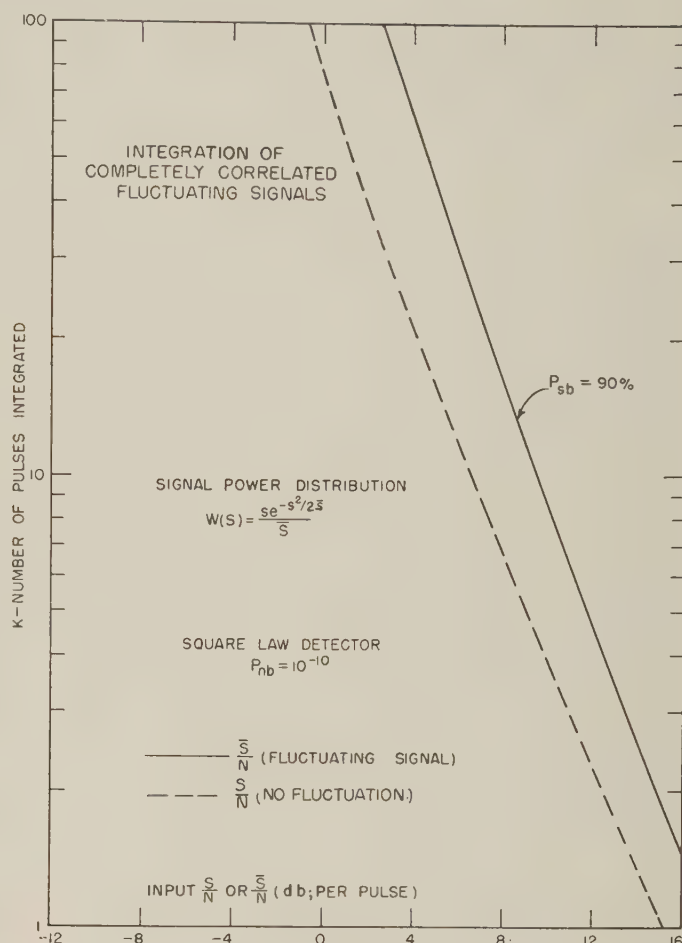 100
INTEGRATION OF
COMPLETELY CORRELATED
FLUCTUATING SIGNALS
K-NUMBER OF PULSES INTEGRATED
P_sb = 90%
10
SIGNAL POWER DISTRIBUTION
W(S) = se^-s²/2s̄ / S̄
SQUARE LAW DETECTOR
P_nb = 10^-10
S̄/N (FLUCTUATING SIGNAL)
S/N (NO FLUCTUATION.)
INPUT S/N OR S̄/N (db; PER PULSE)
1
-12 -8 -4 0 4 8 12 16